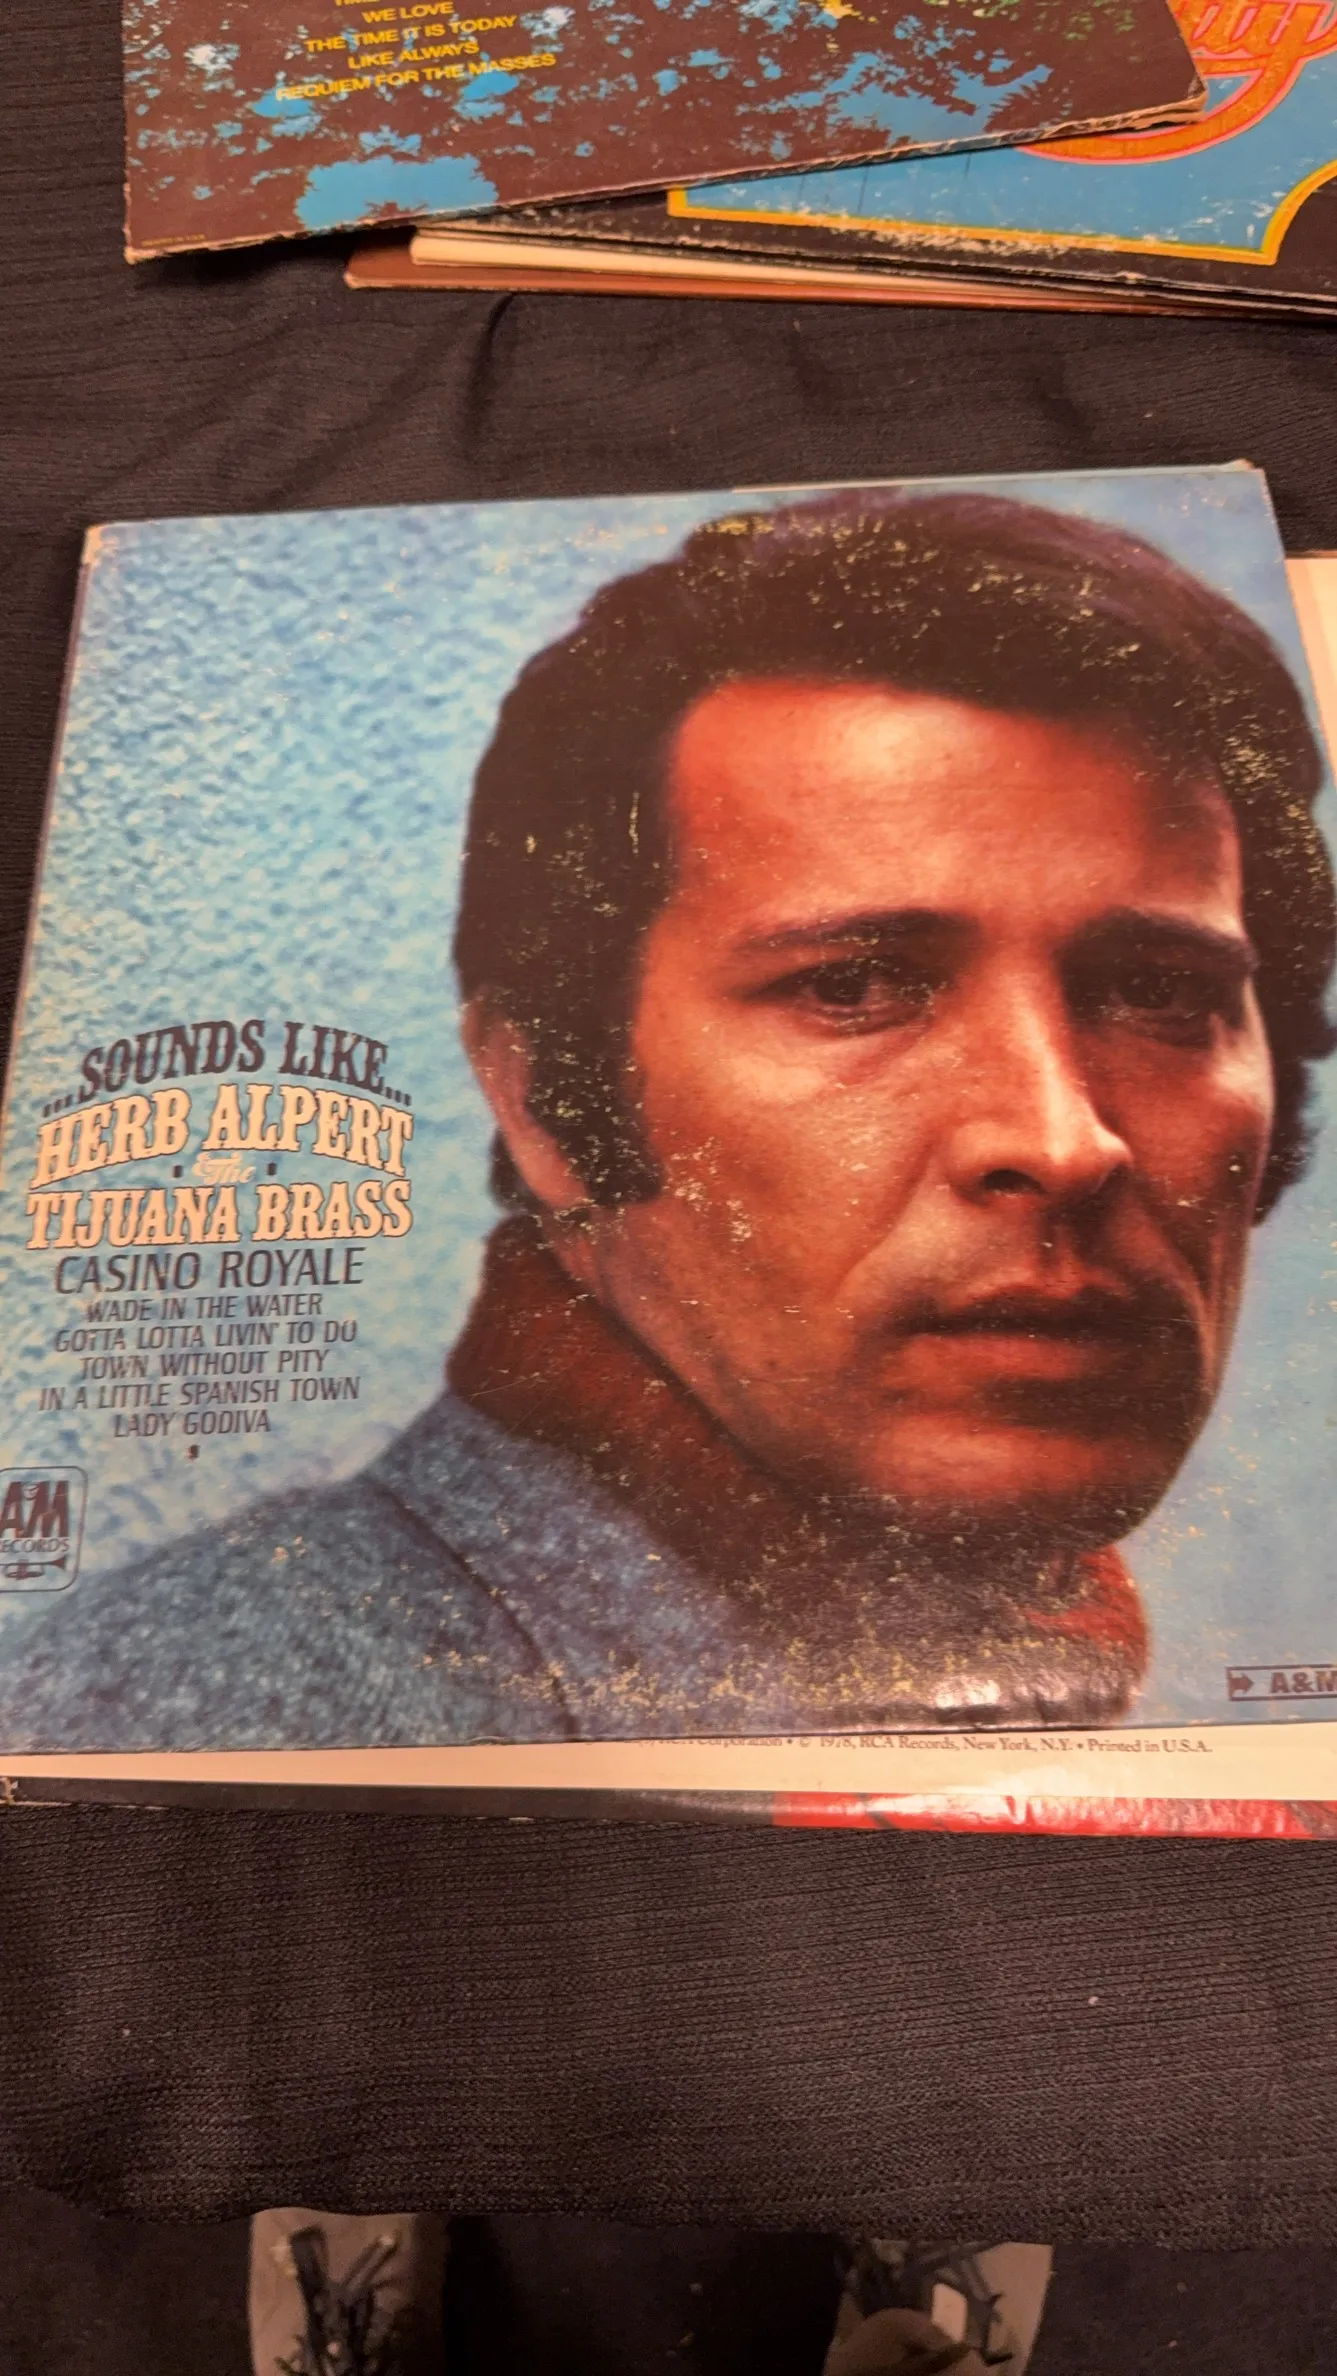 WE LOVE
THE TIME IT IS TODAY
LIKE ALWAYS
REQUIEM FOR THE MASSES
...SOUNDS LIKE...
HERB ALPERT
& The
TIJUANA BRASS
CASINO ROYALE
WADE IN THE WATER
GOTTA LOTTA LIVIN' TO DO
TOWN WITHOUT PITY
IN A LITTLE SPANISH TOWN
LADY GODIVA
A&M
RECORDS
A&M
Corporation • © 1978, RCA Records, New York, N.Y. • Printed in U.S.A.